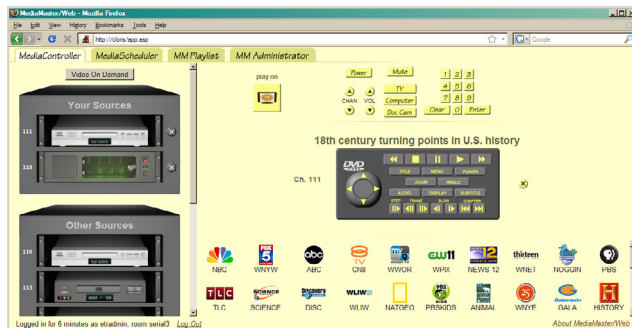 MediaMaster/Web - Mozilla Firefox
File Edit View History Bookmarks Tools Help
http://cloris/app.asp
Google
MediaController MediaScheduler MM Playlist MM Administrator
Video On Demand
Your Sources
111
118
Other Sources
110
113
play on
Power Mute
CHAN VOL
TV
Computer
Doc Cam
1 2 3
4 5 6
7 8 9
Clear 0 Enter
18th century turning points in U.S. history
Ch. 111
DVD
TITLE MENU POWER
ZOOM ANGLE
AUDIO DISPLAY SUBTITLE
STEP FRAME SLOW CHAPTER
NBC WNYW ABC CN8 WWOR WPIX NEWS 12 WNET NOGGIN PBS
TLC SCIENCE DISC WLIW NATGEO PBSKIDS ANIMAL WNYE GALA HISTORY
Logged in for 6 minutes as etradmin, room serial3 Log Out
About MediaMaster/Web